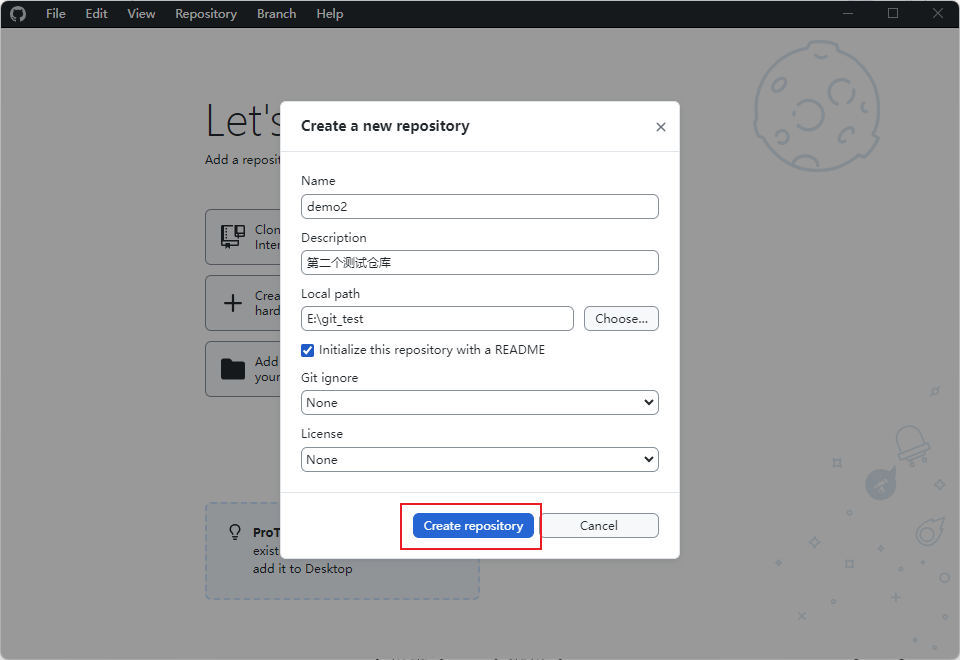 File Edit View Repository Branch Help
Let's
Add a reposit
Create a new repository
Name
demo2
Description
第二个测试仓库
Local path
E:\git_test
Choose...
Initialize this repository with a README
Git ignore
None
License
None
Create repository
Cancel
Clon
Inter
Crea
hard
Add
your
ProT
exist
add it to Desktop